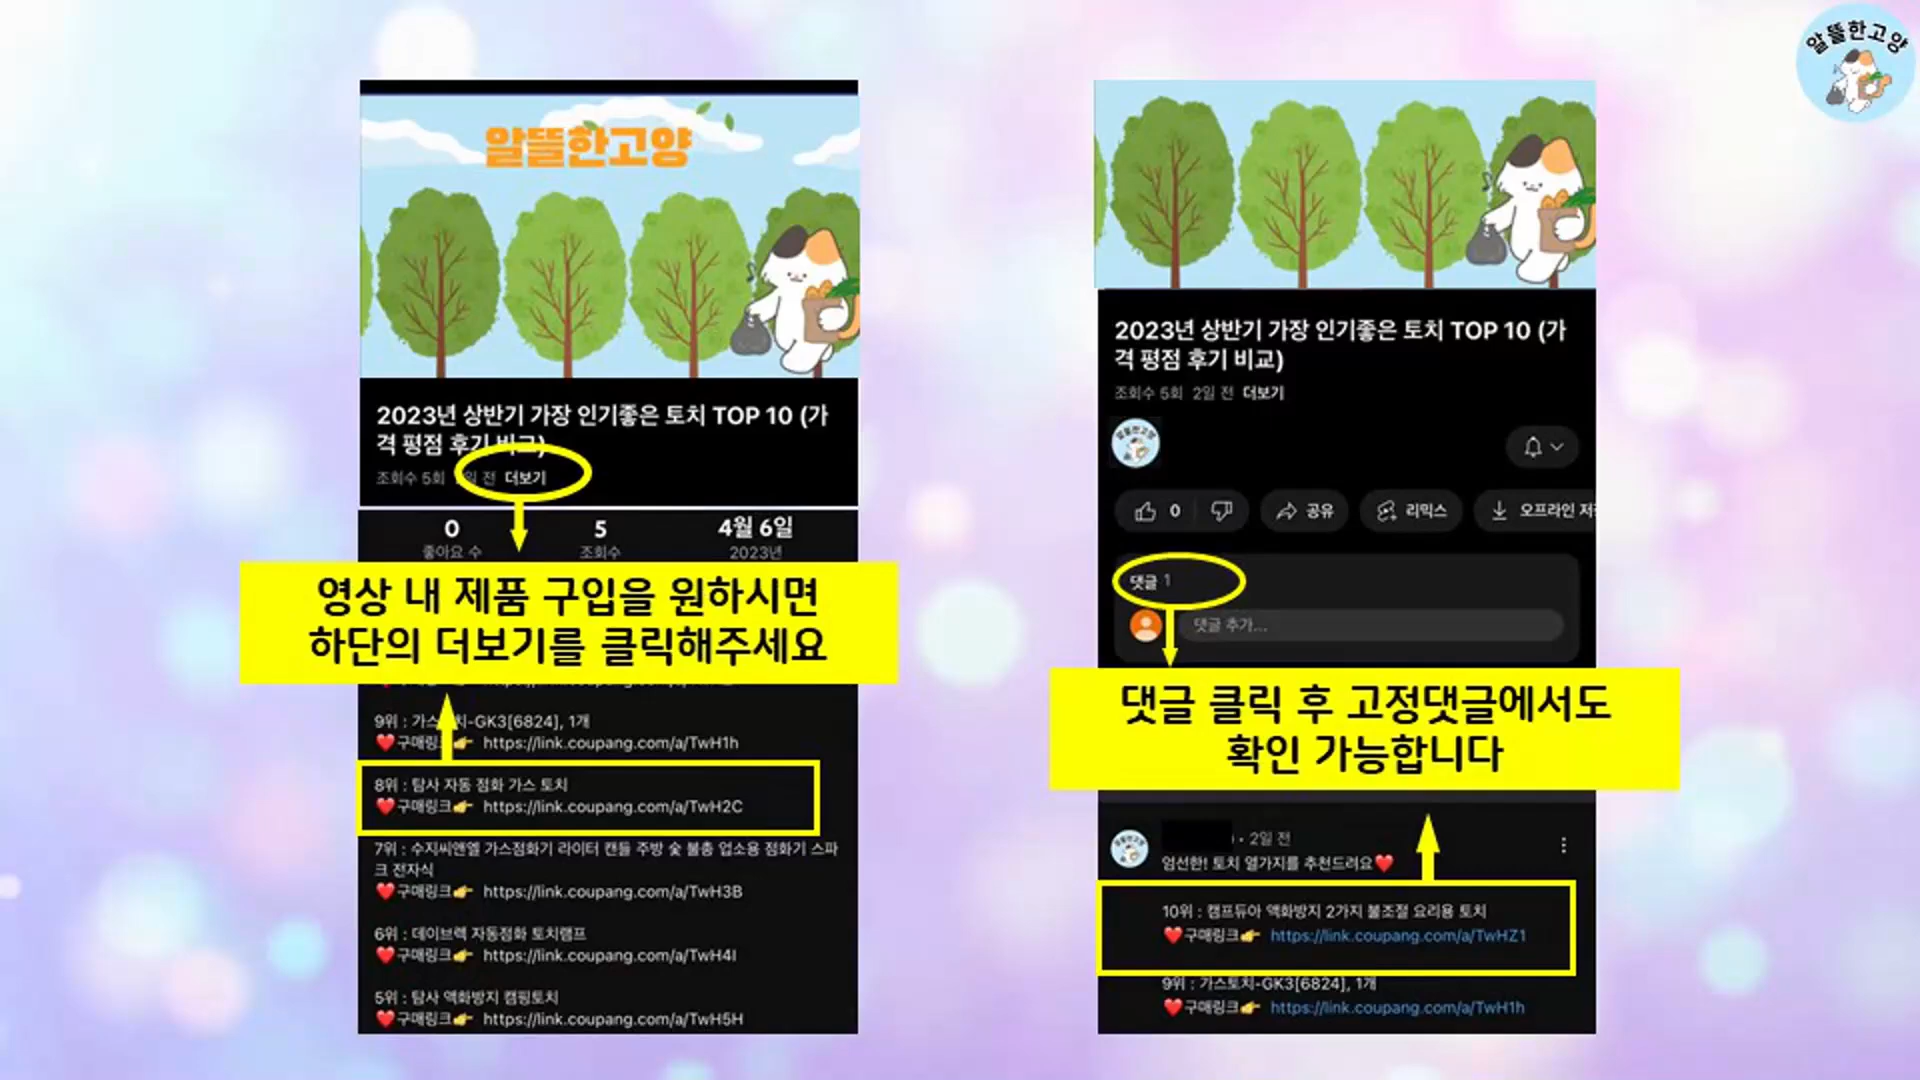 알뜰한고양
알뜰한고양
2023년 상반기 가장 인기좋은 토치 TOP 10 (가
격 평점 후기 비교)
조회수 5회 2일 전 더보기
0 5 4월 6일
좋아요 수 조회수 2023년
영상 내 제품 구입을 원하시면
하단의 더보기를 클릭해주세요
9위 : 가스토치-GK3[6824], 1개
❤️구매링크👉 https://link.coupang.com/a/TwH1h
8위 : 탐사 자동 점화 가스 토치
❤️구매링크👉 https://link.coupang.com/a/TwH2C
7위 : 수지씨앤엘 가스점화기 라이터 캔들 주방 숯 불총 업소용 점화기 스파
크 전자식
❤️구매링크👉 https://link.coupang.com/a/TwH3B
6위 : 데이브렉 자동점화 토치램프
❤️구매링크👉 https://link.coupang.com/a/TwH4I
5위 : 탐사 액화방지 캠핑토치
❤️구매링크👉 https://link.coupang.com/a/TwH5H
2023년 상반기 가장 인기좋은 토치 TOP 10 (가
격 평점 후기 비교)
조회수 5회 2일 전 더보기
알뜰한고양
0 공유 리믹스 오프라인 저
댓글 1
댓글 추가...
댓글 클릭 후 고정댓글에서도
확인 가능합니다
• 2일 전
엄선한! 토치 열가지를 추천드려요❤️
10위 : 캠프듀아 액화방지 2가지 불조절 요리용 토치
❤️구매링크👉 https://link.coupang.com/a/TwHZ1
9위 : 가스토치-GK3[6824], 1개
❤️구매링크👉 https://link.coupang.com/a/TwH1h